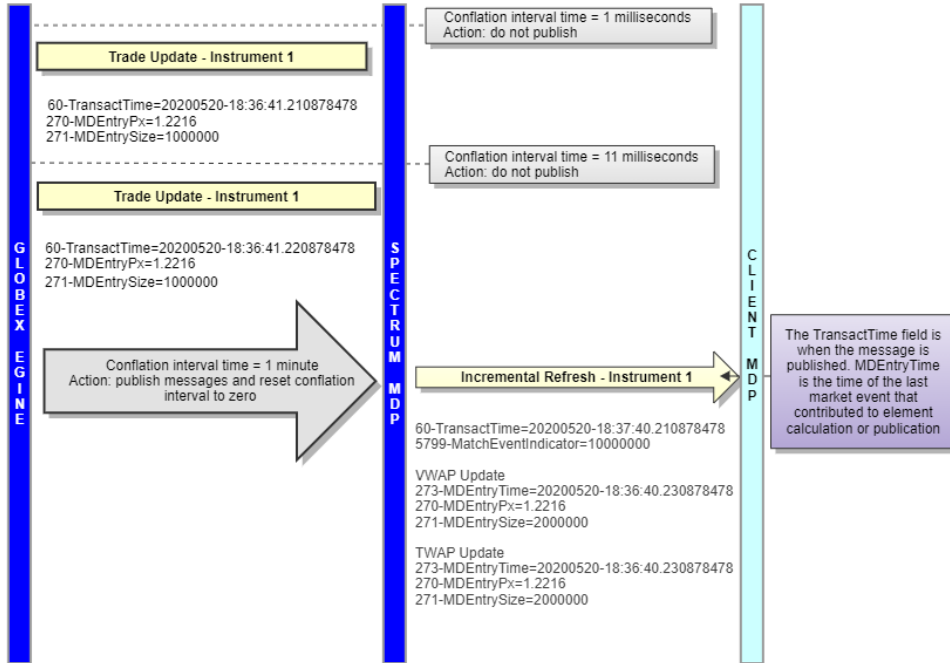 Conflation interval time = 1 milliseconds
Action: do not publish
Trade Update - Instrument 1
60-TransactTime=20200520-18:36:41.210878478
270-MDEntryPx=1.2216
271-MDEntrySize=1000000
Conflation interval time = 11 milliseconds
Action: do not publish
Trade Update - Instrument 1
60-TransactTime=20200520-18:36:41.220878478
270-MDEntryPx=1.2216
271-MDEntrySize=1000000
GLOBEX EGINE
SPECTRUM MDP
CLIENT MDP
Conflation interval time = 1 minute
Action: publish messages and reset conflation
interval to zero
Incremental Refresh - Instrument 1
The TransactTime field is
when the message is
published. MDEntryTime
is the time of the last
market event that
contributed to element
calculation or publication
60-TransactTime=20200520-18:37:40.210878478
5799-MatchEventIndicator=10000000
VWAP Update
273-MDEntryTime=20200520-18:36:40.230878478
270-MDEntryPx=1.2216
271-MDEntrySize=2000000
TWAP Update
273-MDEntryTime=20200520-18:36:40.230878478
270-MDEntryPx=1.2216
271-MDEntrySize=2000000